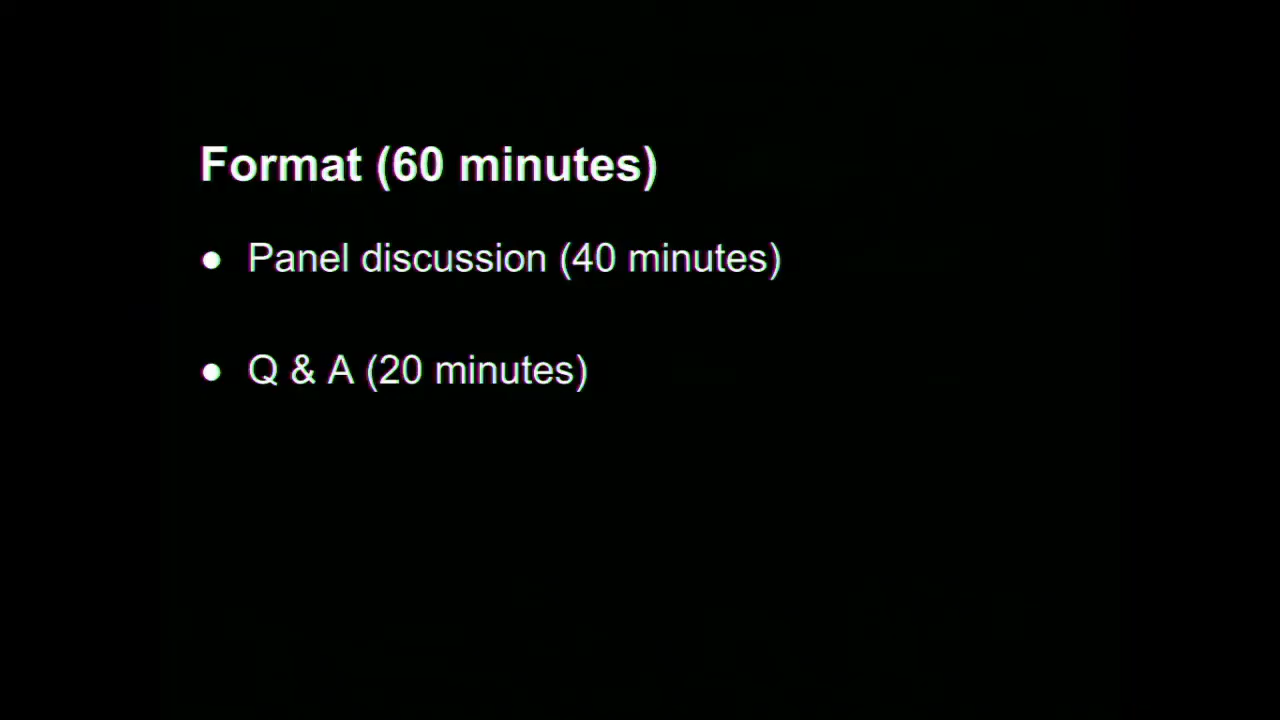 Format (60 minutes)
● Panel discussion (40 minutes)
● Q & A (20 minutes)